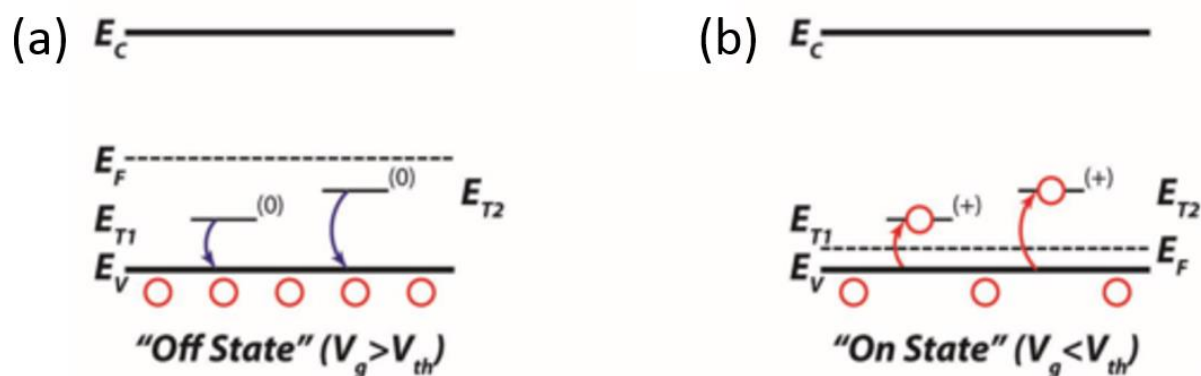 (a)
E_C
E_F
(0)
(0)
E_T2
E_T1
E_V
"Off State" (V_g>V_th)
(b)
E_C
(+)
(+)
E_T2
E_T1
E_F
E_V
"On State" (V_g<V_th)